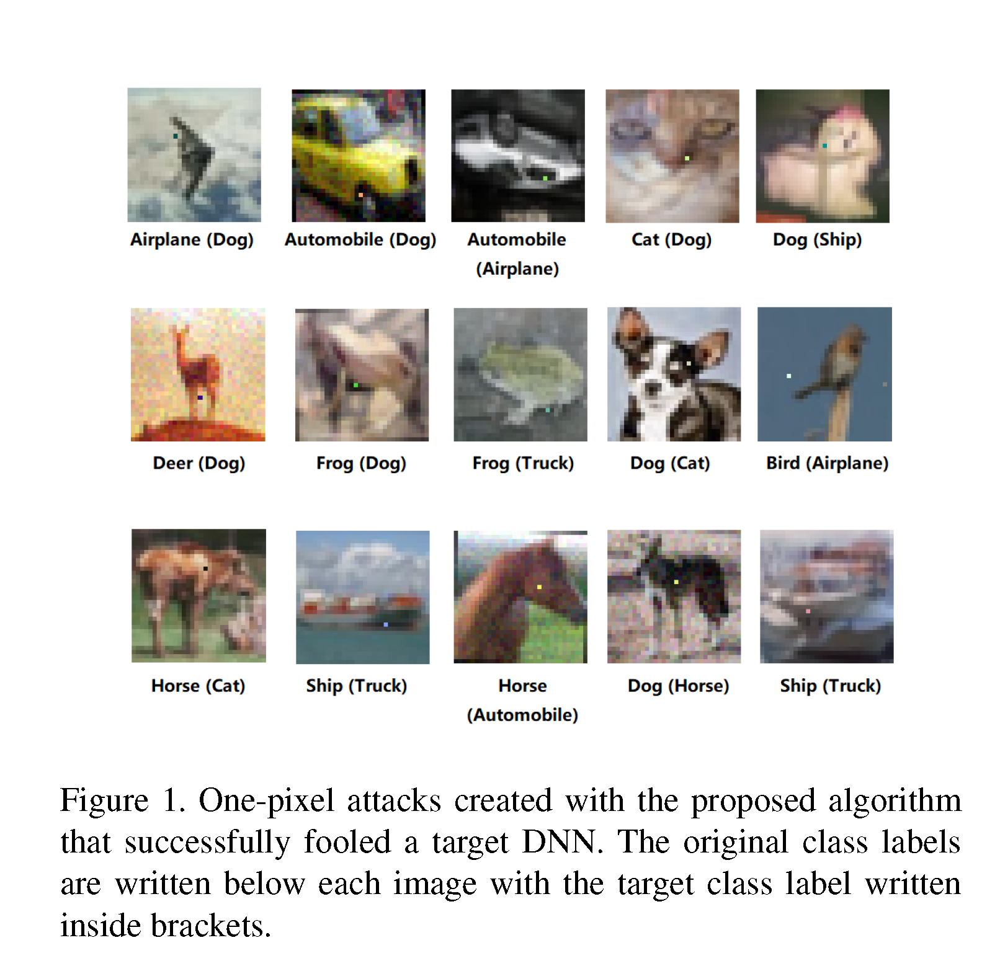 Airplane (Dog)
Automobile (Dog)
Automobile
(Airplane)
Cat (Dog)
Dog (Ship)
Deer (Dog)
Frog (Dog)
Frog (Truck)
Dog (Cat)
Bird (Airplane)
Horse (Cat)
Ship (Truck)
Horse
(Automobile)
Dog (Horse)
Ship (Truck)
Figure 1. One-pixel attacks created with the proposed algorithm
that successfully fooled a target DNN. The original class labels
are written below each image with the target class label written
inside brackets.